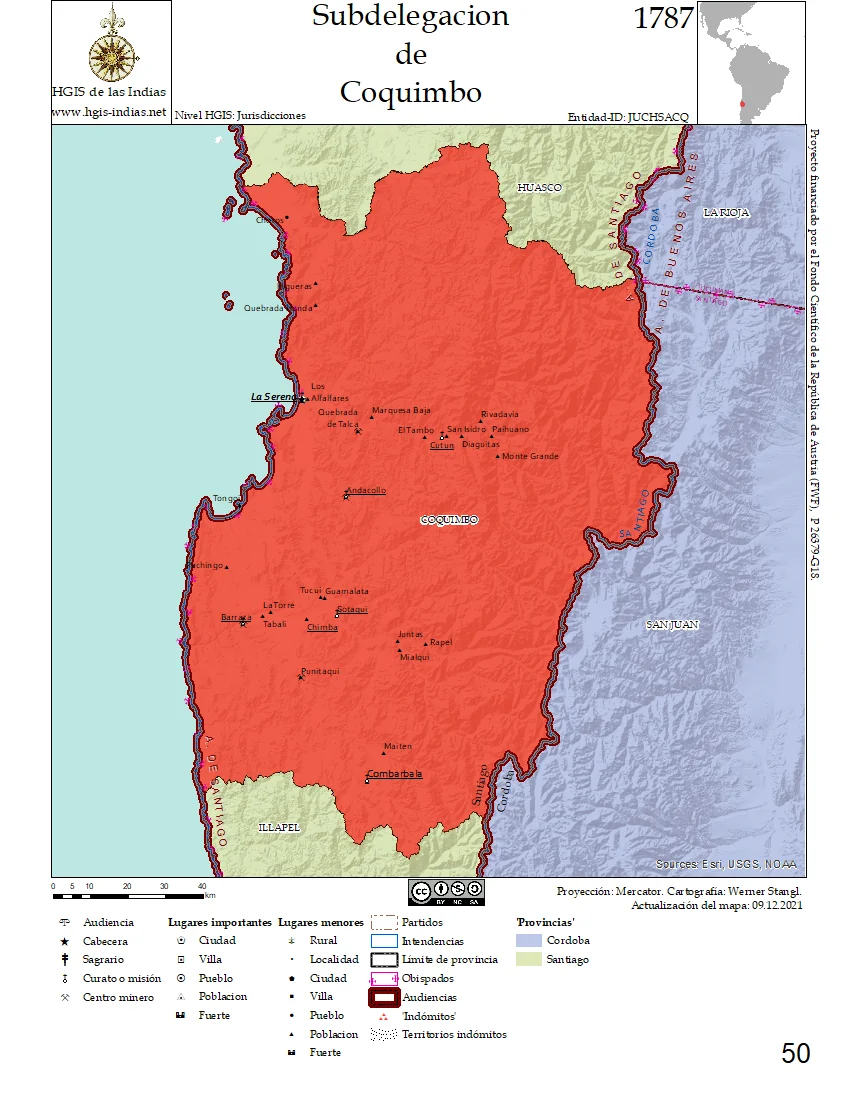 Subdelegacion
de
Coquimbo
1787
HGIS de las Indias
www.hgis-indias.net
Nivel HGIS: Jurisdicciones
Entidad-ID: JUCHSACQ
Proyecto financiado por el Fondo Científico de la República de Austria (FWF), P 26379-G18.
HUASCO
LA RIOJA
A. DE SANTIAGO
CORDOBA
A. DE BUENOS AIRES
SANTIAGO
Quebrada Honda
La Serena
Los
Alfalfares
Quebrada
de Talca
Marquesa Baja
Rivadavia
El Tambo
San Isidro
Paihuano
Cutun
Diaguitas
Monte Grande
Andacollo
COQUIMBO
SANTIAGO
Tucui
Guamalata
La Torre
Sotaqui
Barraza
Tabali
Chimba
SAN JUAN
Juntas
Rapel
Mialqui
Punitaqui
Maiten
Combarbala
Santiago
Cordoba
A. DE SANTIAGO
ILLAPEL
Sources: Esri, USGS, NOAA
0 5 10 20 30 40
km
CC BY NC SA
Proyección: Mercator. Cartografía: Werner Stangl.
Actualización del mapa: 09.12.2021
Audiencia
Cabecera
Sagrario
Curato o misión
Centro minero
Lugares importantes
Ciudad
Villa
Pueblo
Poblacion
Fuerte
Lugares menores
Rural
Localidad
Ciudad
Villa
Pueblo
Poblacion
Fuerte
Partidos
Intendencias
Límite de provincia
Obispados
Audiencias
'Indómitos'
Territorios indómitos
'Provincias'
Cordoba
Santiago
50